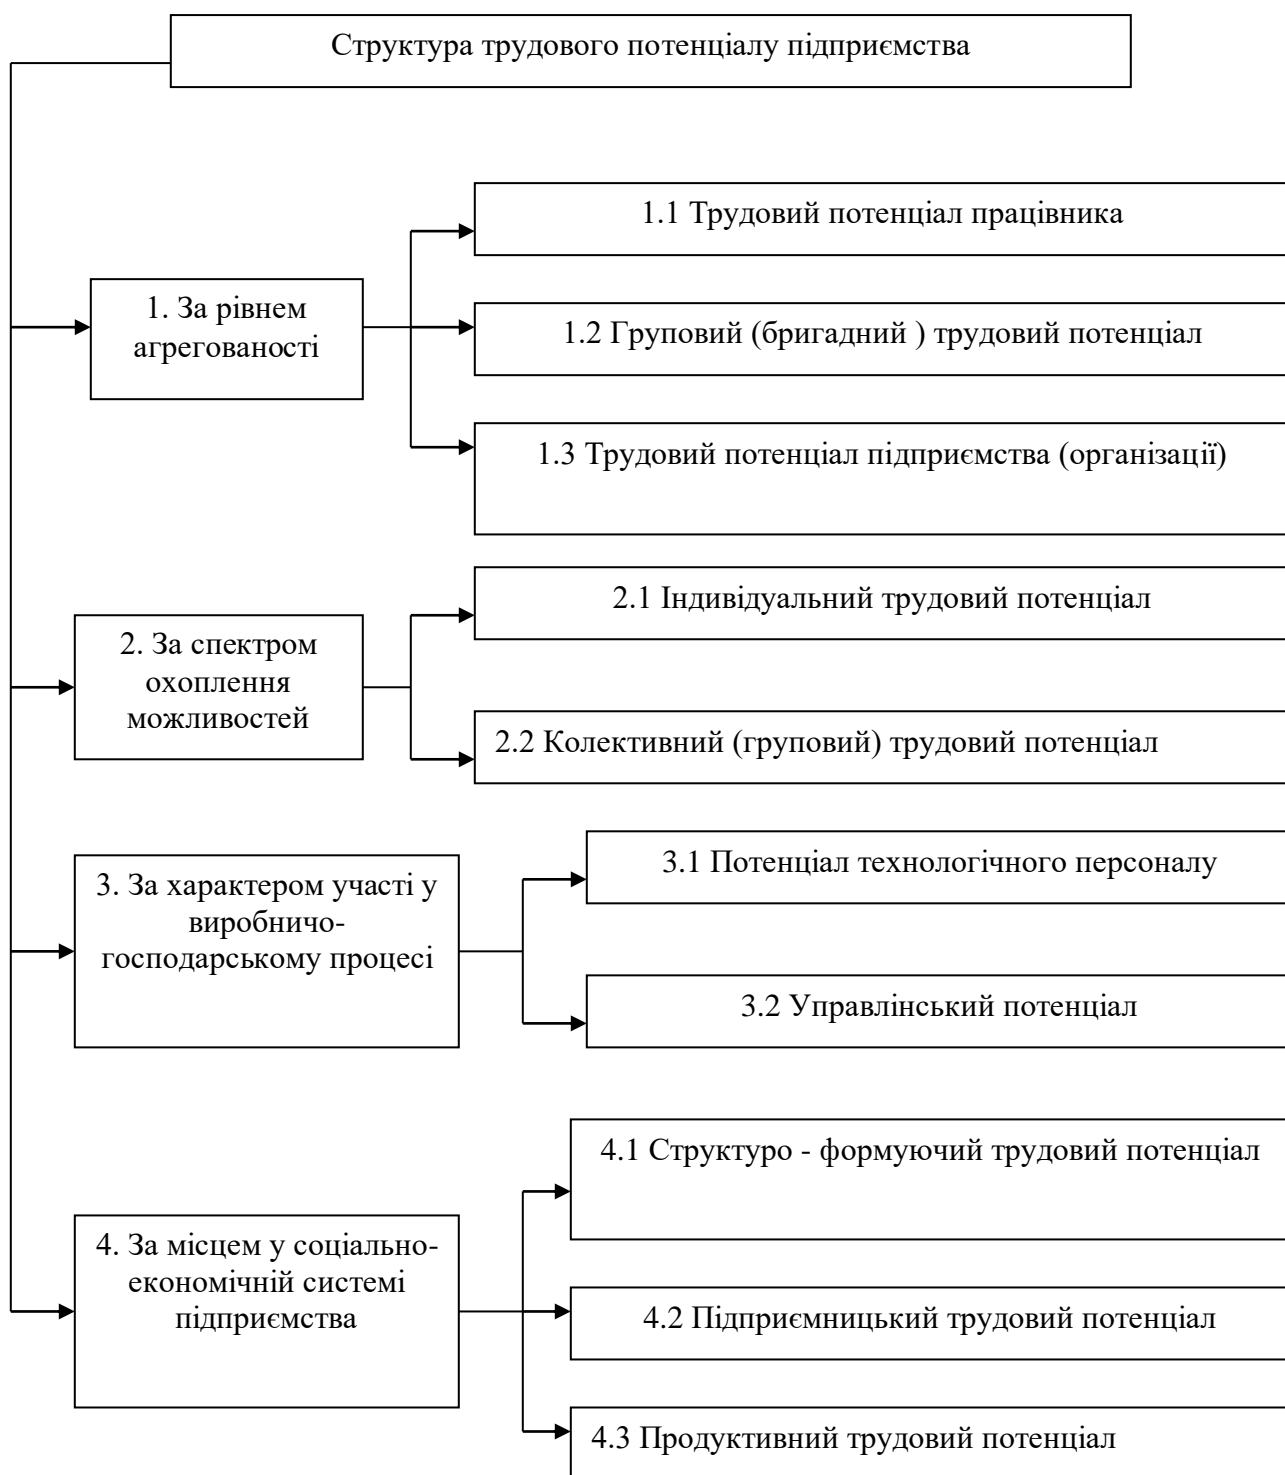 Структура трудового потенціалу підприємства
1. За рівнем
агрегованості
1.1 Трудовий потенціал працівника
1.2 Груповий (бригадний ) трудовий потенціал
1.3 Трудовий потенціал підприємства (організації)
2. За спектром
охоплення
можливостей
2.1 Індивідуальний трудовий потенціал
2.2 Колективний (груповий) трудовий потенціал
3. За характером участі у
виробничо-
господарському процесі
3.1 Потенціал технологічного персоналу
3.2 Управлінський потенціал
4. За місцем у соціально-
економічній системі
підприємства
4.1 Структуро - формуючий трудовий потенціал
4.2 Підприємницький трудовий потенціал
4.3 Продуктивний трудовий потенціал